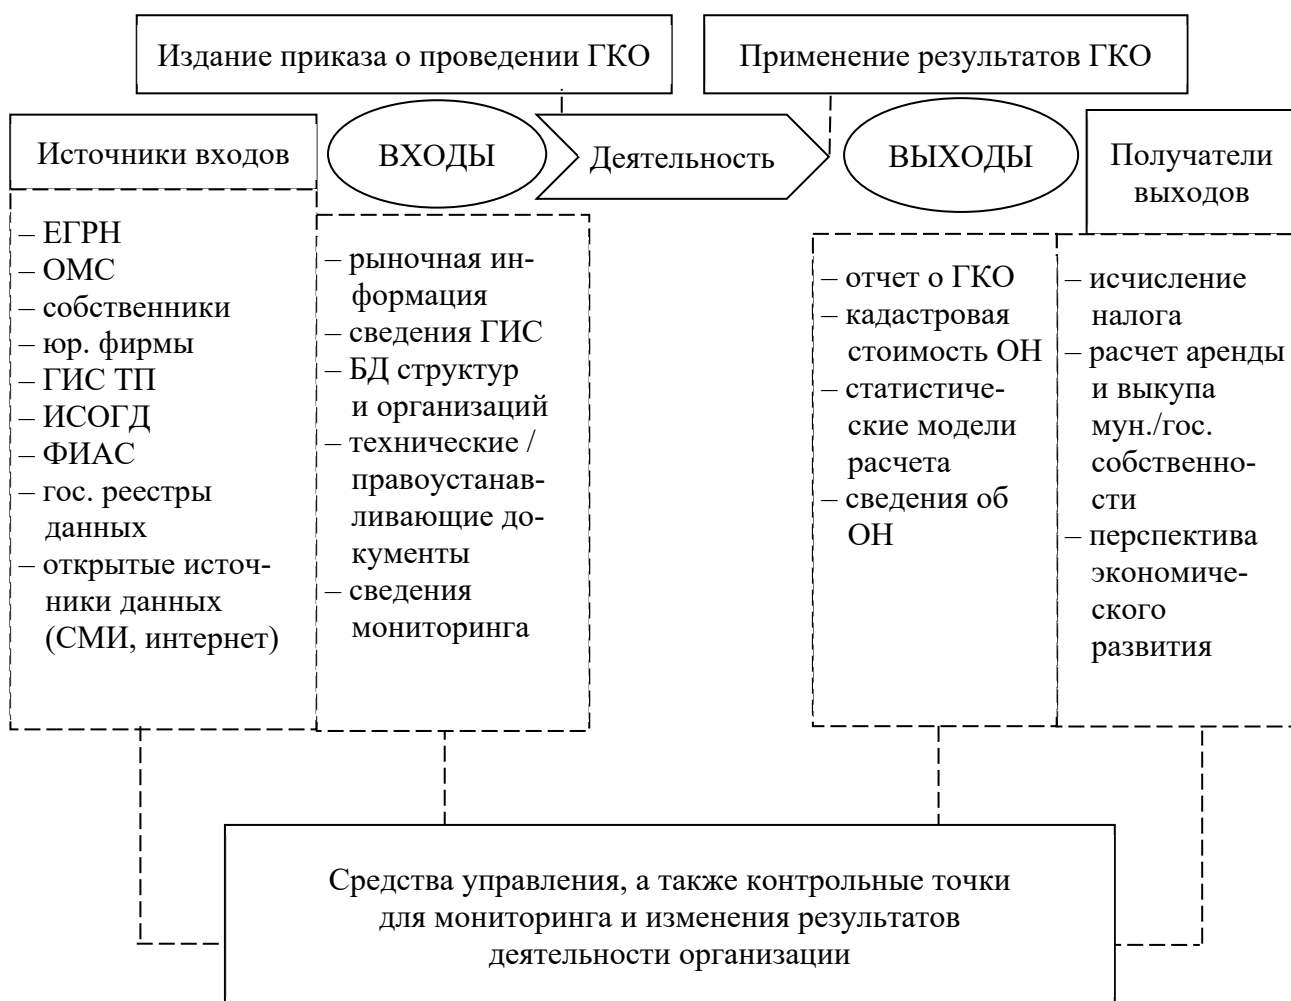 Издание приказа о проведении ГКО
Применение результатов ГКО
Источники входов
ВХОДЫ
Деятельность
ВЫХОДЫ
Получатели
выходов
– ЕГРН
– ОМС
– собственники
– юр. фирмы
– ГИС ТП
– ИСОГД
– ФИАС
– гос. реестры
данных
– открытые источ-
ники данных
(СМИ, интернет)
– рыночная ин-
формация
– сведения ГИС
– БД структур
и организаций
– технические /
правоустанав-
ливающие до-
кументы
– сведения
мониторинга
– отчет о ГКО
– кадастровая
стоимость ОН
– статистиче-
ские модели
расчета
– сведения об
ОН
– исчисление
налога
– расчет аренды
и выкупа
мун./гос.
собственно-
сти
– перспектива
экономиче-
ского
развития
Средства управления, а также контрольные точки
для мониторинга и изменения результатов
деятельности организации